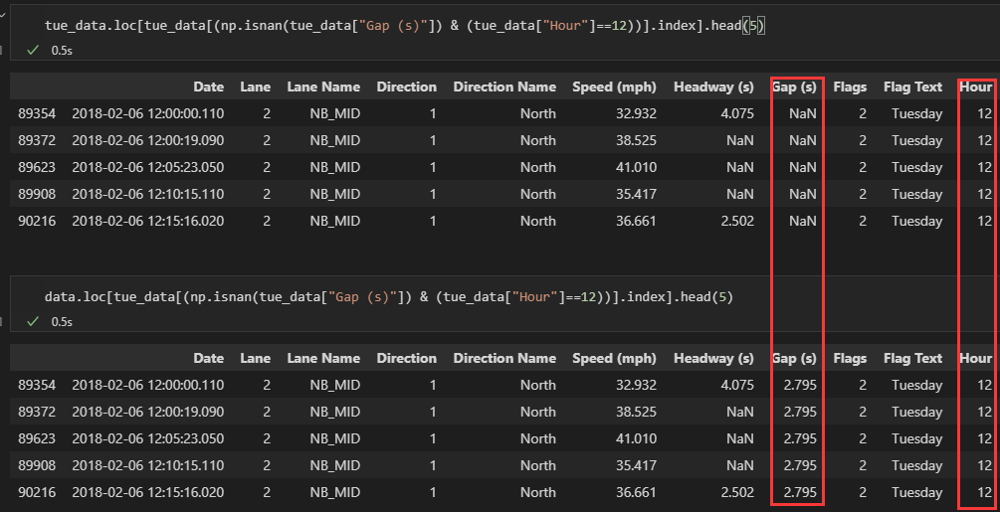 tue_data.loc[tue_data[(np.isnan(tue_data["Gap (s)"]) & (tue_data["Hour"]==12))].index].head(5)
0.5s
Date Lane Lane Name Direction Direction Name Speed (mph) Headway (s) Gap (s) Flags Flag Text Hour
89354 2018-02-06 12:00:00.110 2 NB_MID 1 North 32.932 4.075 NaN 2 Tuesday 12
89372 2018-02-06 12:00:19.090 2 NB_MID 1 North 38.525 NaN NaN 2 Tuesday 12
89623 2018-02-06 12:05:23.050 2 NB_MID 1 North 41.010 NaN NaN 2 Tuesday 12
89908 2018-02-06 12:10:15.110 2 NB_MID 1 North 35.417 NaN NaN 2 Tuesday 12
90216 2018-02-06 12:15:16.020 2 NB_MID 1 North 36.661 2.502 NaN 2 Tuesday 12
data.loc[tue_data[(np.isnan(tue_data["Gap (s)"]) & (tue_data["Hour"]==12))].index].head(5)
0.5s
Date Lane Lane Name Direction Direction Name Speed (mph) Headway (s) Gap (s) Flags Flag Text Hour
89354 2018-02-06 12:00:00.110 2 NB_MID 1 North 32.932 4.075 2.795 2 Tuesday 12
89372 2018-02-06 12:00:19.090 2 NB_MID 1 North 38.525 NaN 2.795 2 Tuesday 12
89623 2018-02-06 12:05:23.050 2 NB_MID 1 North 41.010 NaN 2.795 2 Tuesday 12
89908 2018-02-06 12:10:15.110 2 NB_MID 1 North 35.417 NaN 2.795 2 Tuesday 12
90216 2018-02-06 12:15:16.020 2 NB_MID 1 North 36.661 2.502 2.795 2 Tuesday 12